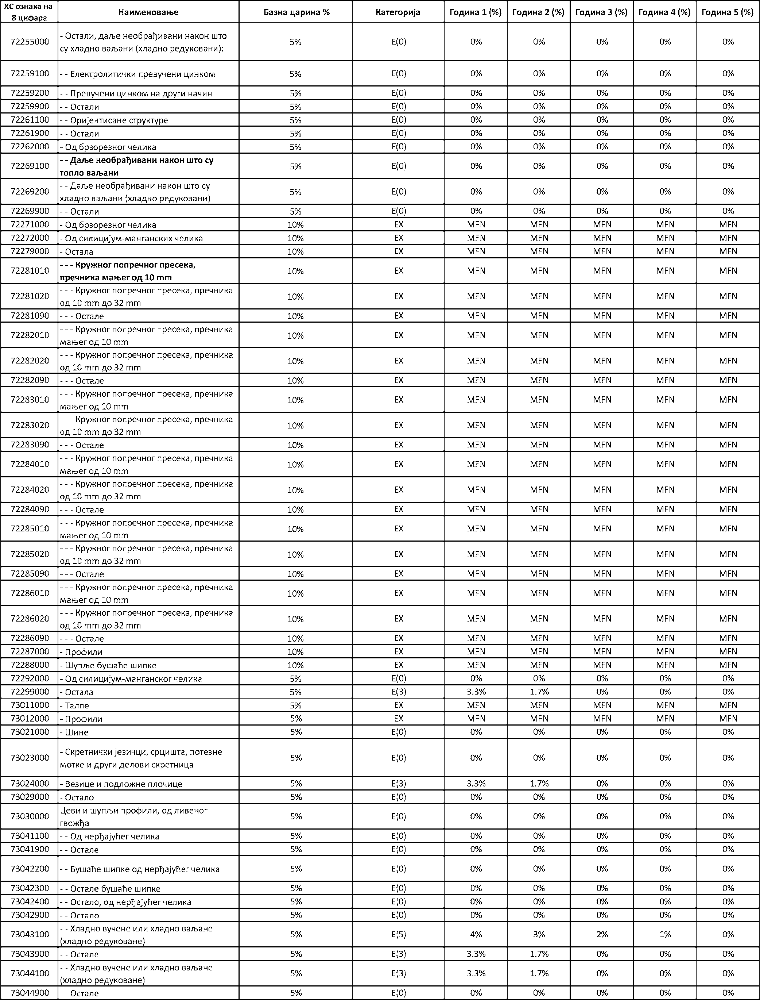 ХС ознака на 8 цифара Наименовање Базна царина % Категорија Година 1 (%) Година 2 (%) Година 3 (%) Година 4 (%) Година 5 (%)
72255000 - Остали, даље необрађивани након што су хладно ваљани (хладно редуковани): 5% E(0) 0% 0% 0% 0% 0%
72259100 - - Електролитички превучени цинком 5% E(0) 0% 0% 0% 0% 0%
72259200 - - Превучени цинком на други начин 5% E(0) 0% 0% 0% 0% 0%
72259900 - - Остали 5% E(0) 0% 0% 0% 0% 0%
72261100 - - Оријентисане структуре 5% E(0) 0% 0% 0% 0% 0%
72261900 - - Остали 5% E(0) 0% 0% 0% 0% 0%
72262000 - Од брзорезног челика 5% E(0) 0% 0% 0% 0% 0%
72269100 - - Даље необрађивани након што су топло ваљани 5% E(0) 0% 0% 0% 0% 0%
72269200 - - Даље необрађивани након што су хладно ваљани (хладно редуковани) 5% E(0) 0% 0% 0% 0% 0%
72269900 - - Остали 5% E(0) 0% 0% 0% 0% 0%
72271000 - Од брзорезног челика 10% EX MFN MFN MFN MFN MFN
72272000 - Од силицијум-манганских челика 10% EX MFN MFN MFN MFN MFN
72279000 - Остала 10% EX MFN MFN MFN MFN MFN
72281010 - - - Кружног попречног пресека, пречника мањег од 10 mm 10% EX MFN MFN MFN MFN MFN
72281020 - - - Кружног попречног пресека, пречника од 10 mm до 32 mm 10% EX MFN MFN MFN MFN MFN
72281090 - - - Остале 10% EX MFN MFN MFN MFN MFN
72282010 - - - Кружног попречног пресека, пречника мањег од 10 mm 10% EX MFN MFN MFN MFN MFN
72282020 - - - Кружног попречног пресека, пречника од 10 mm до 32 mm 10% EX MFN MFN MFN MFN MFN
72282090 - - - Остале 10% EX MFN MFN MFN MFN MFN
72283010 - - - Кружног попречног пресека, пречника мањег од 10 mm 10% EX MFN MFN MFN MFN MFN
72283020 - - - Кружног попречног пресека, пречника од 10 mm до 32 mm 10% EX MFN MFN MFN MFN MFN
72283090 - - - Остале 10% EX MFN MFN MFN MFN MFN
72284010 - - - Кружног попречног пресека, пречника мањег од 10 mm 10% EX MFN MFN MFN MFN MFN
72284020 - - - Кружног попречног пресека, пречника од 10 mm до 32 mm 10% EX MFN MFN MFN MFN MFN
72284090 - - - Остале 10% EX MFN MFN MFN MFN MFN
72285010 - - - Кружног попречног пресека, пречника мањег од 10 mm 10% EX MFN MFN MFN MFN MFN
72285020 - - - Кружног попречног пресека, пречника од 10 mm до 32 mm 10% EX MFN MFN MFN MFN MFN
72285090 - - - Остале 10% EX MFN MFN MFN MFN MFN
72286010 - - - Кружног попречног пресека, пречника мањег од 10 mm 10% EX MFN MFN MFN MFN MFN
72286020 - - - Кружног попречног пресека, пречника од 10 mm до 32 mm 10% EX MFN MFN MFN MFN MFN
72286090 - - - Остале 10% EX MFN MFN MFN MFN MFN
72287000 - Профили 10% EX MFN MFN MFN MFN MFN
72288000 - Шупље бушаће шипке 10% EX MFN MFN MFN MFN MFN
72292000 - Од силицијум-манганског челика 5% E(0) 0% 0% 0% 0% 0%
72299000 - Остала 5% E(3) 3.3% 1.7% 0% 0% 0%
73011000 - Талпе 5% EX MFN MFN MFN MFN MFN
73012000 - Профили 5% EX MFN MFN MFN MFN MFN
73021000 - Шине 5% E(0) 0% 0% 0% 0% 0%
73023000 - Скретнички језичци, срцишта, потезне мотке и други делови скретница 5% E(0) 0% 0% 0% 0% 0%
73024000 - Везице и подложне плочице 5% E(3) 3.3% 1.7% 0% 0% 0%
73029000 - Остало 5% E(0) 0% 0% 0% 0% 0%
73030000 Цеви и шупљи профили, од ливеног гвожђа 5% E(0) 0% 0% 0% 0% 0%
73041100 - - Од нерђајућег челика 5% E(0) 0% 0% 0% 0% 0%
73041900 - - Остале 5% E(0) 0% 0% 0% 0% 0%
73042200 - - Бушаће шипке од нерђајућег челика 5% E(0) 0% 0% 0% 0% 0%
73042300 - - Остале бушаће шипке 5% E(0) 0% 0% 0% 0% 0%
73042400 - - Остало, од нерђајућег челика 5% E(0) 0% 0% 0% 0% 0%
73042900 - - Остало 5% E(0) 0% 0% 0% 0% 0%
73043100 - - Хладно вучене или хладно ваљане (хладно редуковане) 5% E(5) 4% 3% 2% 1% 0%
73043900 - - Остале 5% E(3) 3.3% 1.7% 0% 0% 0%
73044100 - - Хладно вучене или хладно ваљане (хладно редуковане) 5% E(3) 3.3% 1.7% 0% 0% 0%
73044900 - - Остале 5% E(0) 0% 0% 0% 0% 0%